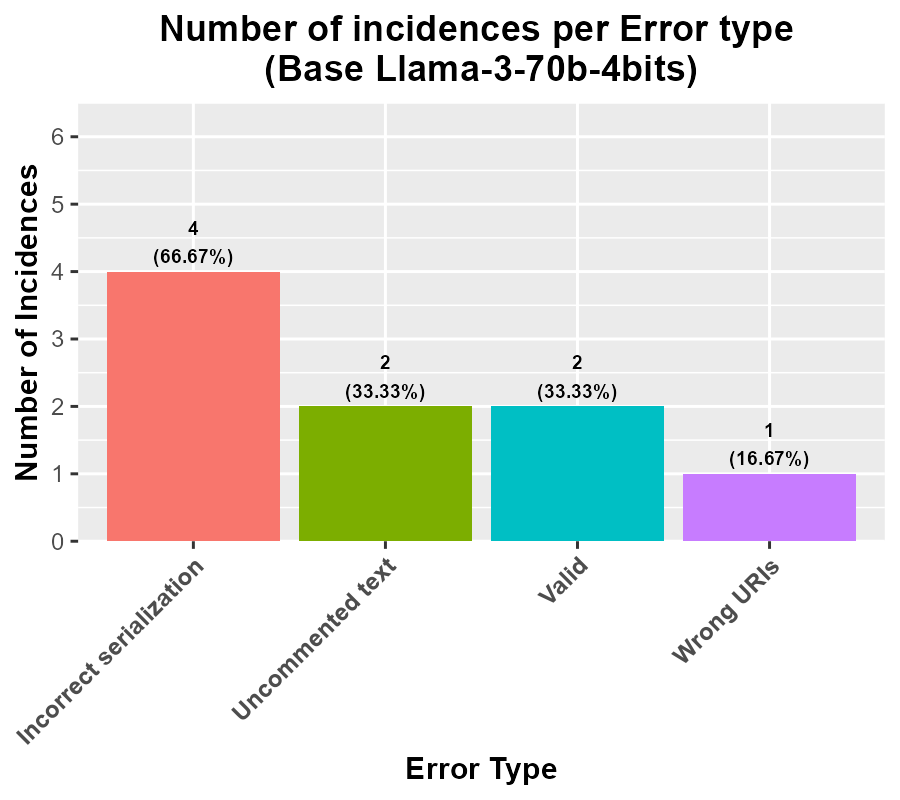 Number of incidences per Error type
(Base Llama-3-70b-4bits)
Number of Incidences
6
5
4
3
2
1
0
4
(66.67%)
2
(33.33%)
2
(33.33%)
1
(16.67%)
Incorrect serialization
Uncommented text
Valid
Wrong URIs
Error Type